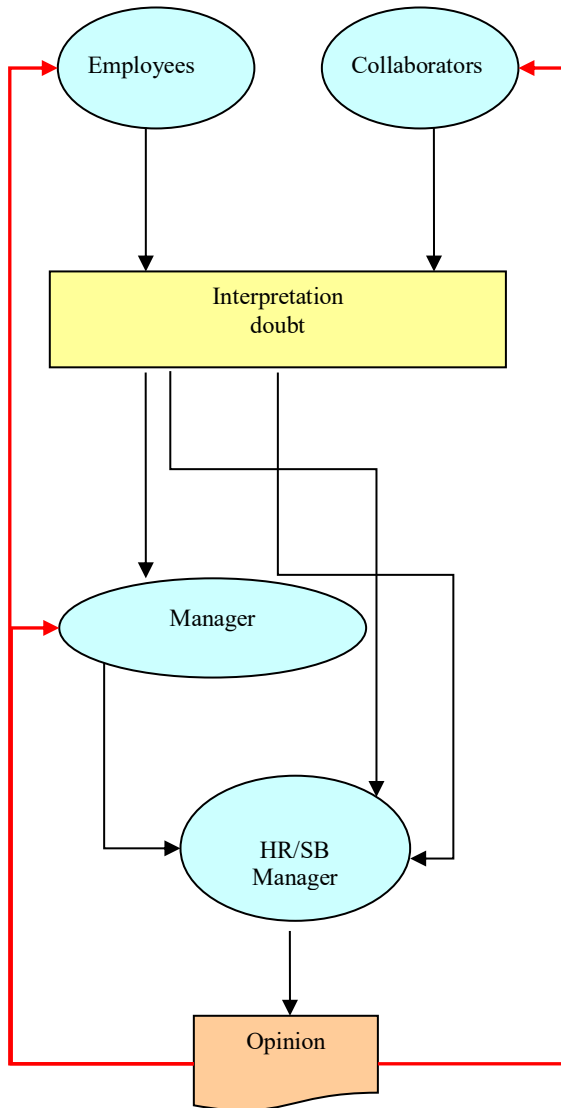 Employees
Collaborators
Interpretation
doubt
Manager
HR/SB
Manager
Opinion